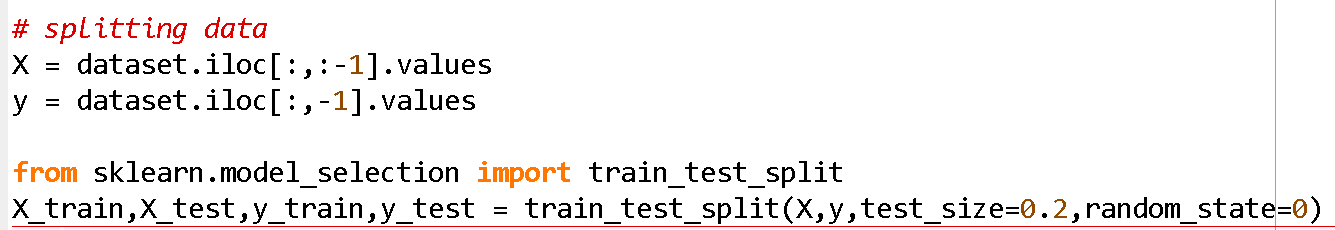 # splitting data
X = dataset.iloc[:,:-1].values
y = dataset.iloc[:,-1].values
from sklearn.model_selection import train_test_split
X_train,X_test,y_train,y_test = train_test_split(X,y,test_size=0.2,random_state=0)